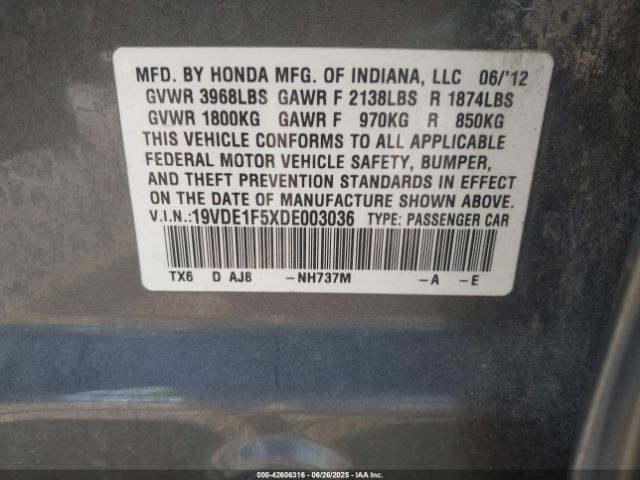 MFD. BY HONDA MFG. OF INDIANA, LLC 06/'12
GVWR 3968LBS GAWR F 2138LBS R 1874LBS
GVWR 1800KG GAWR F 970KG R 850KG
THIS VEHICLE CONFORMS TO ALL APPLICABLE
FEDERAL MOTOR VEHICLE SAFETY, BUMPER,
AND THEFT PREVENTION STANDARDS IN EFFECT
ON THE DATE OF MANUFACTURE SHOWN ABOVE.
V.I.N.:19VDE1F5XDE003036 TYPE: PASSENGER CAR
TX6 D AJ8 -NH737M -A -E
000-42606316 | 06/26/2025 - IAA Inc.